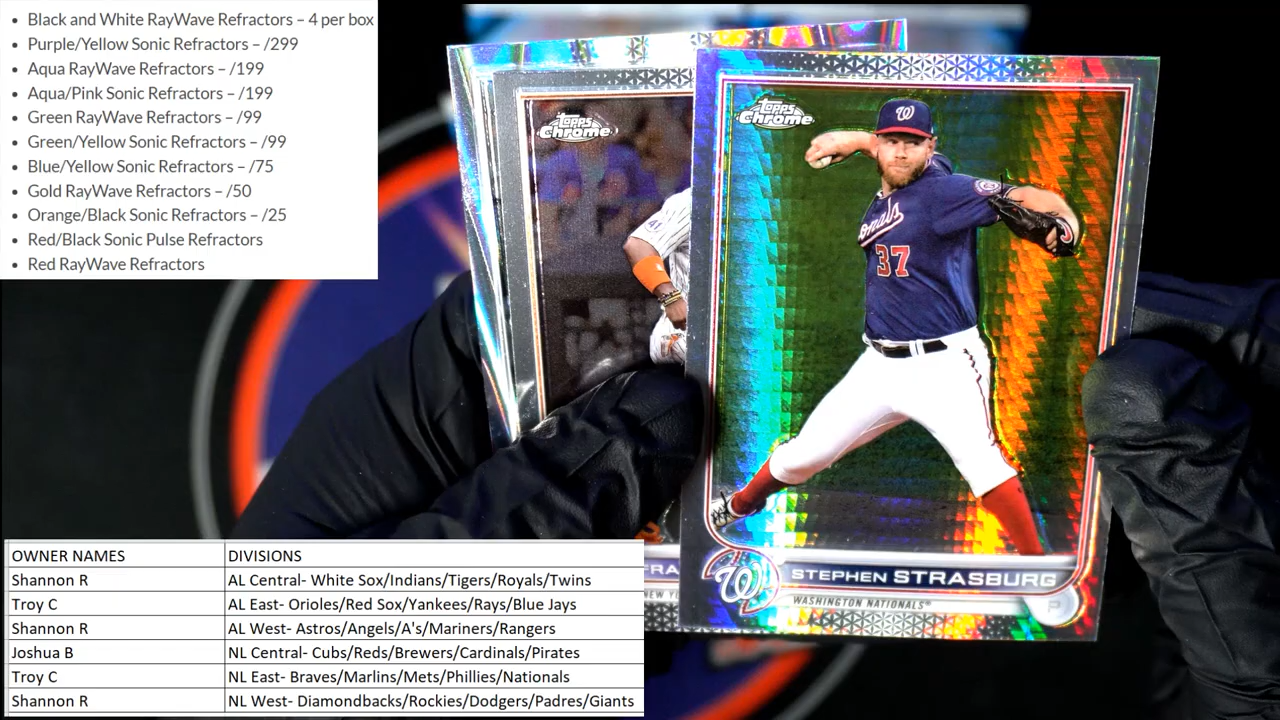 Black and White RayWave Refractors – 4 per box
Purple/Yellow Sonic Refractors – /299
Aqua RayWave Refractors – /199
Aqua/Pink Sonic Refractors – /199
Green RayWave Refractors – /99
Green/Yellow Sonic Refractors – /99
Blue/Yellow Sonic Refractors – /75
Gold RayWave Refractors – /50
Orange/Black Sonic Refractors – /25
Red/Black Sonic Pulse Refractors
Red RayWave Refractors
Topps Chrome
Topps Chrome
W
onals
37
FRA
NEW Y
W STEPHEN STRASBURG
WASHINGTON NATIONALS® P
OWNER NAMES DIVISIONS
Shannon R AL Central- White Sox/Indians/Tigers/Royals/Twins
Troy C AL East- Orioles/Red Sox/Yankees/Rays/Blue Jays
Shannon R AL West- Astros/Angels/A's/Mariners/Rangers
Joshua B NL Central- Cubs/Reds/Brewers/Cardinals/Pirates
Troy C NL East- Braves/Marlins/Mets/Phillies/Nationals
Shannon R NL West- Diamondbacks/Rockies/Dodgers/Padres/Giants